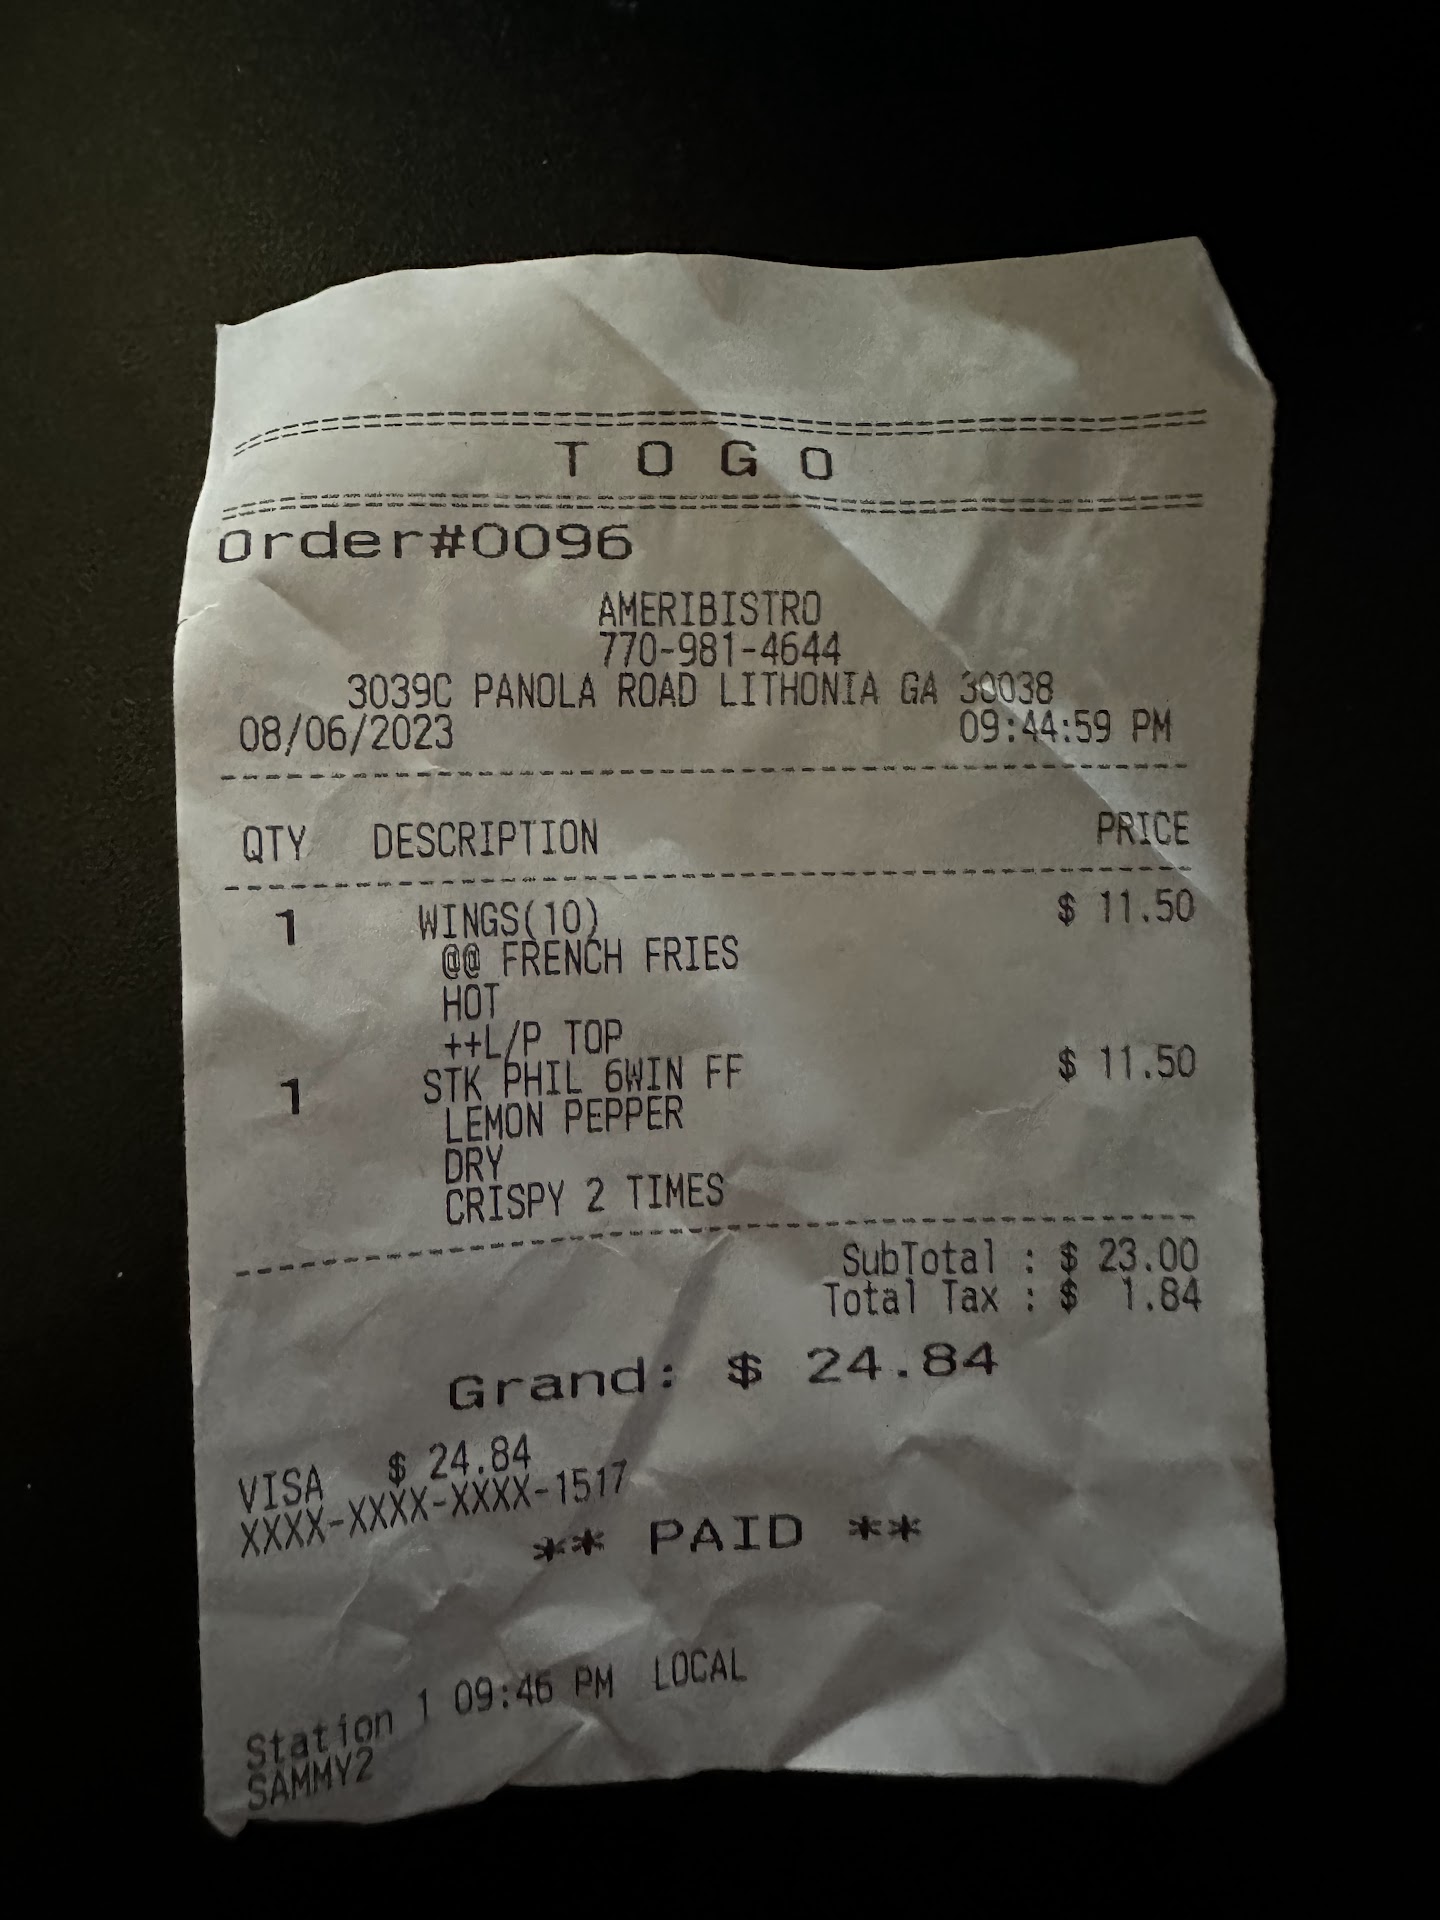 T O G O
Order#0096
AMERIBISTRO
770-981-4644
3039C PANOLA ROAD LITHONIA GA 30038
08/06/2023 09:44:59 PM
QTY DESCRIPTION PRICE
1 WINGS(10) $ 11.50
@@ FRENCH FRIES
HOT
++L/P TOP
1 STK PHIL 6WIN FF $ 11.50
LEMON PEPPER
DRY
CRISPY 2 TIMES
SubTotal : $ 23.00
Total Tax : $ 1.84
Grand: $ 24.84
VISA $ 24.84
XXXX-XXXX-XXXX-1517
** PAID **
Station 1 09:46 PM LOCAL
SAMMY2